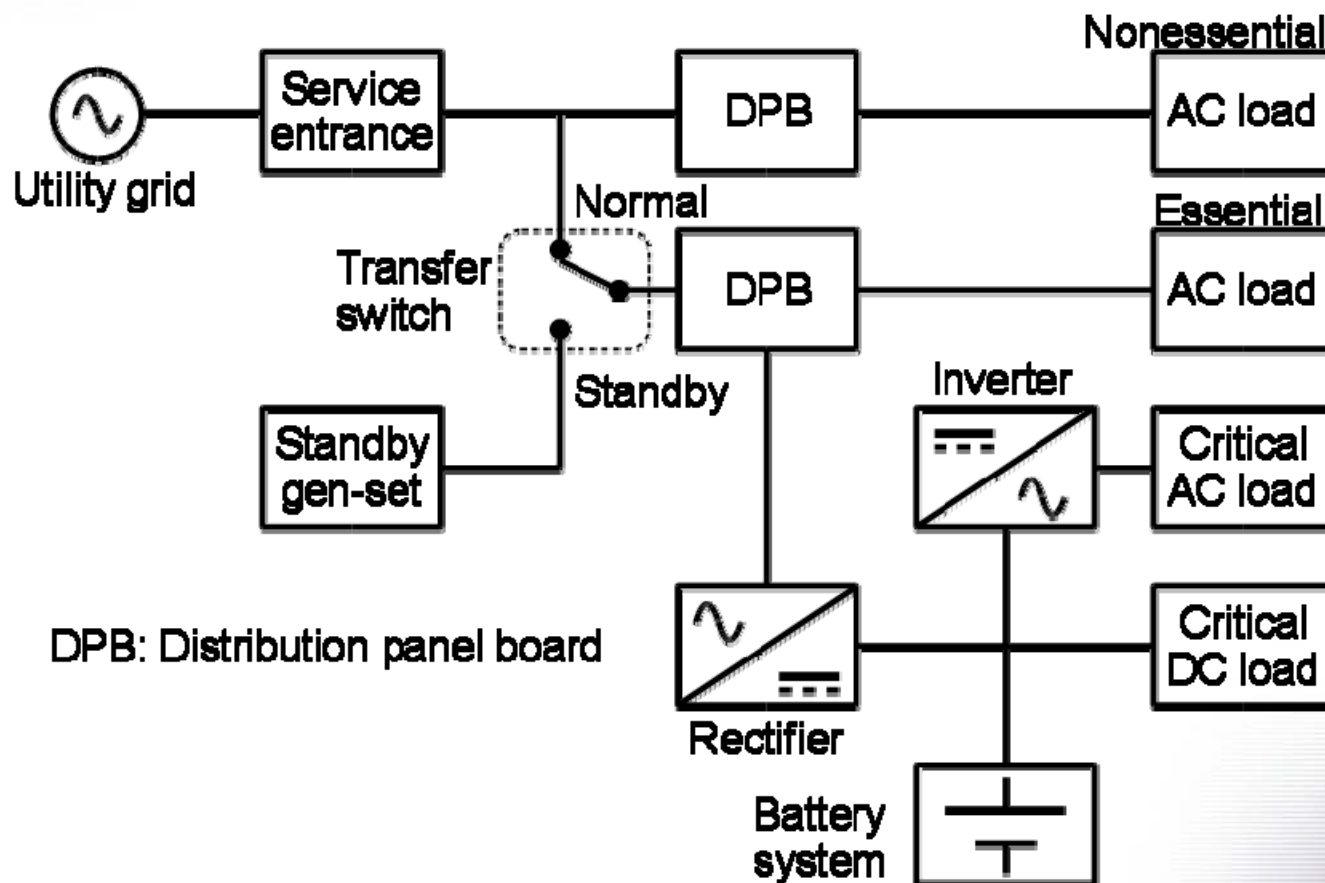 Nonessential
Service
entrance
DPB
AC load
Utility grid
Normal
Essential
Transfer
switch
DPB
AC load
Standby
Inverter
Standby
gen-set
Critical
AC load
DPB: Distribution panel board
Critical
DC load
Rectifier
Battery
system